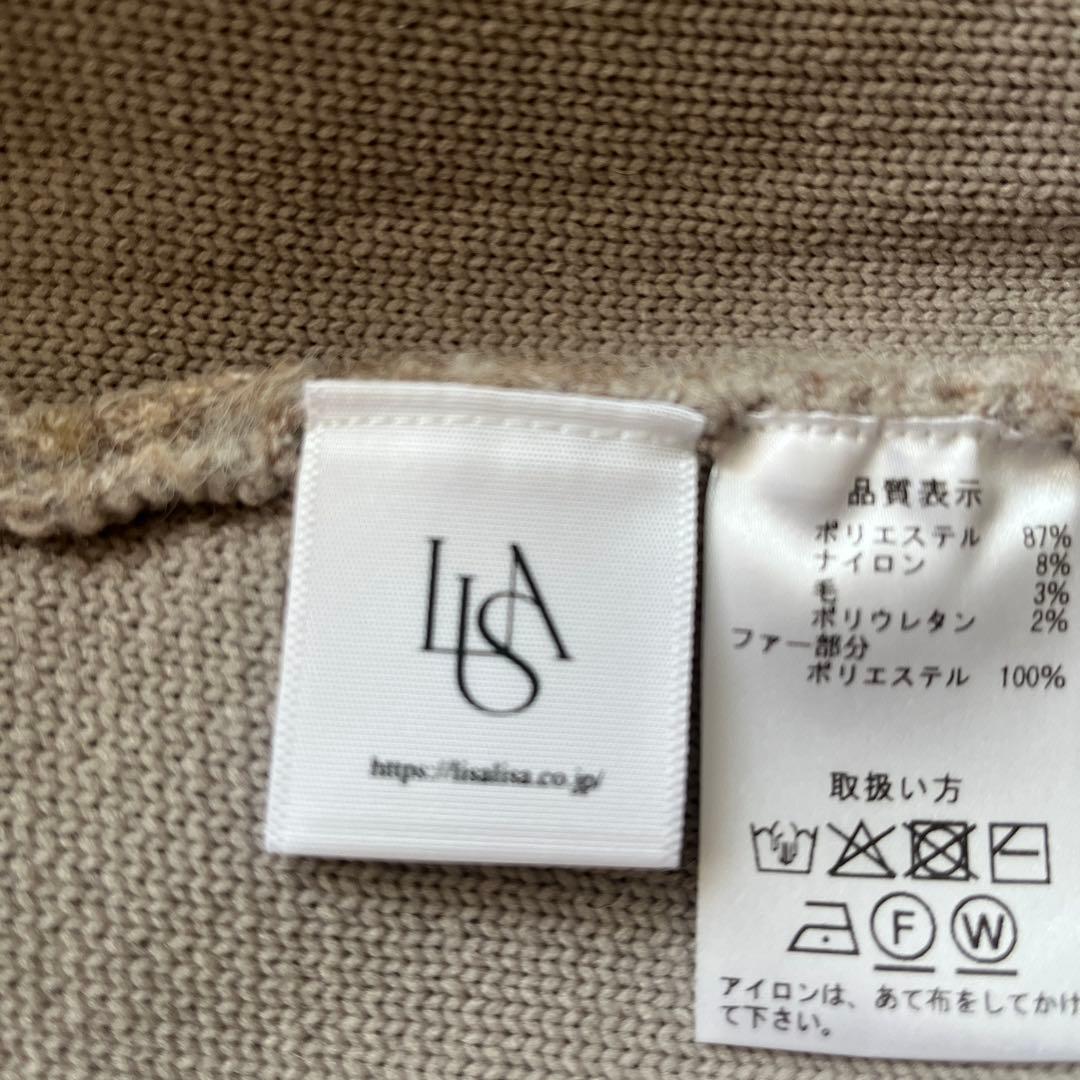 LISA
https://lisalisa.co.jp/
品質表示
ポリエステル 87%
ナイロン 8%
毛 3%
ポリウレタン 2%
ファー部分
ポリエステル 100%
取扱い方
F W
アイロンは、あて布をしてかけ
て下さい。